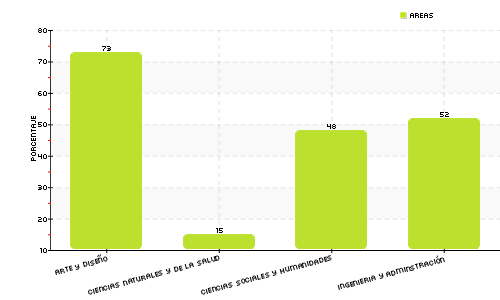 AREAS
80
70
60
50
40
30
20
10
PORCENTAJE
73
15
48
52
ARTE Y DISEÑO
CIENCIAS NATURALES Y DE LA SALUD
CIENCIAS SOCIALES Y HUMANIDADES
INGENIERIA Y ADMINSTRACIÓN